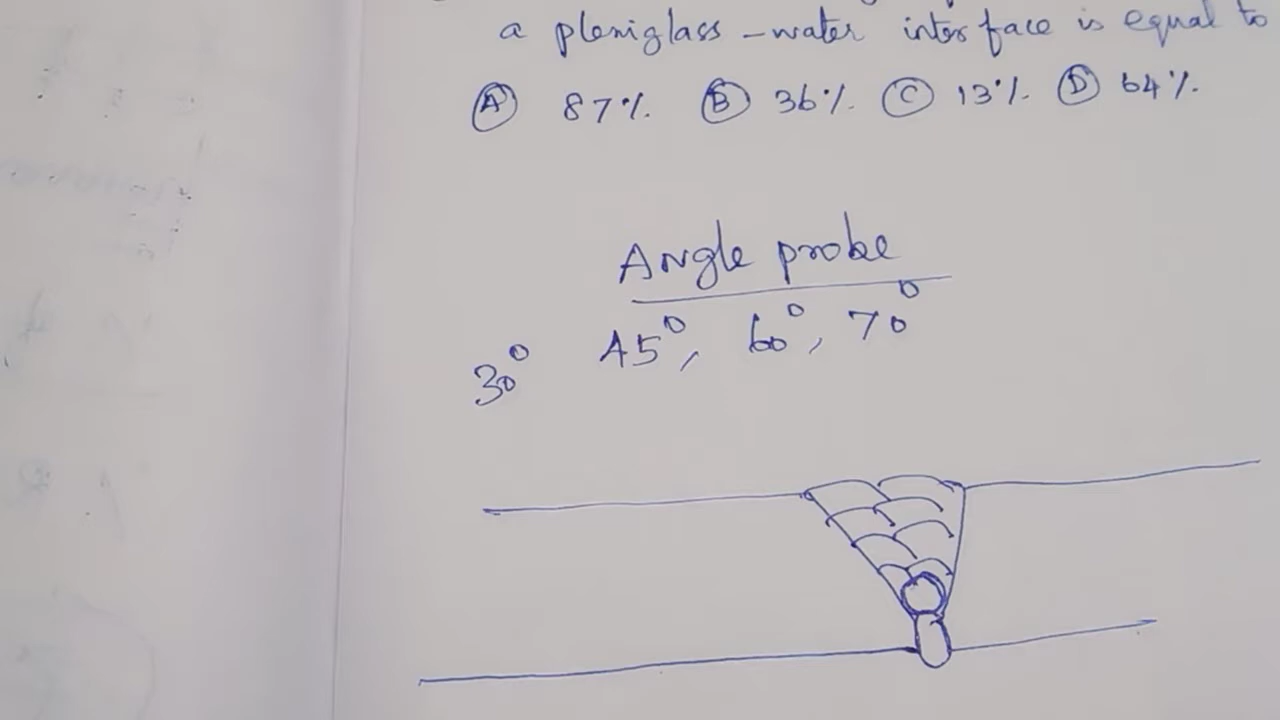 a plexiglass - water interface is equal to
(A) 87%. (B) 36%. (C) 13%. (D) 64%.
Angle probe
30° 45°, 60°, 70°